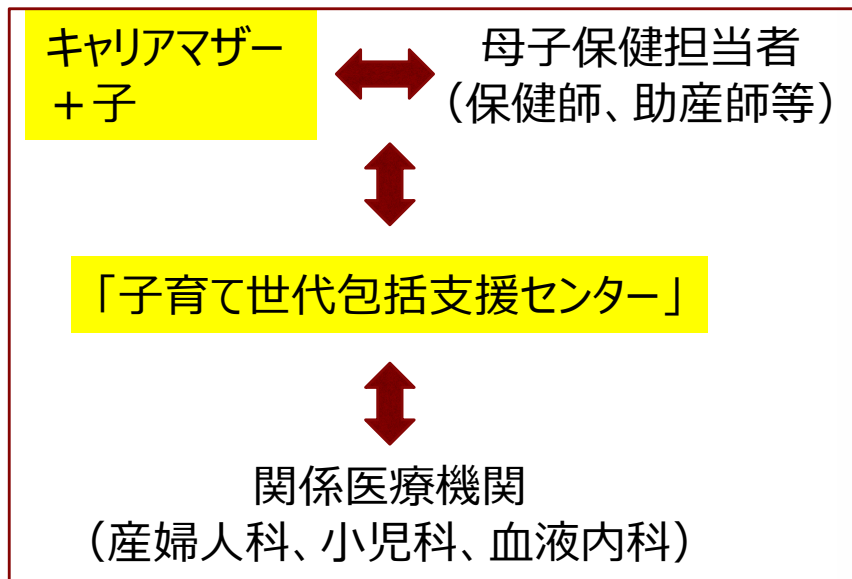 キャリアマザー
＋子
母子保健担当者
（保健師、助産師等）
「子育て世代包括支援センター」
関係医療機関
（産婦人科、小児科、血液内科）